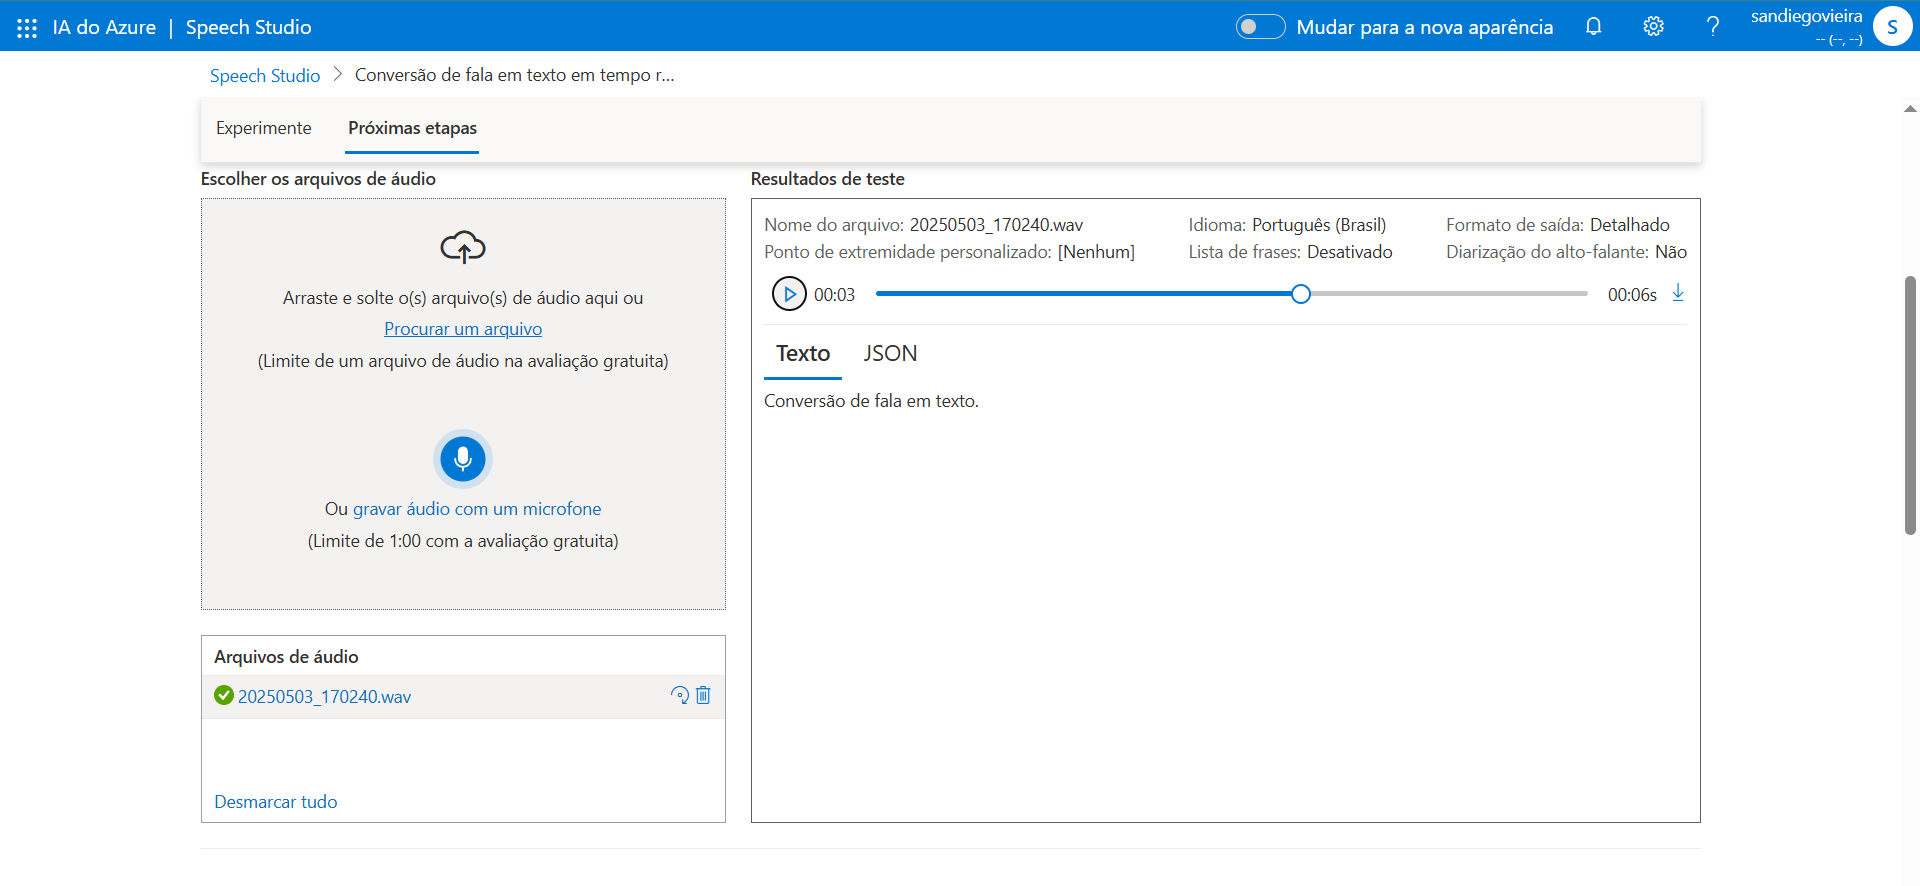 IA do Azure | Speech Studio
Mudar para a nova aparência
?
sandiegovieira
-- (--, --)
S
Speech Studio > Conversão de fala em texto em tempo r...
Experimente
Próximas etapas
Escolher os arquivos de áudio
Arraste e solte o(s) arquivo(s) de áudio aqui ou
Procurar um arquivo
(Limite de um arquivo de áudio na avaliação gratuita)
Ou gravar áudio com um microfone
(Limite de 1:00 com a avaliação gratuita)
Arquivos de áudio
20250503_170240.wav
Desmarcar tudo
Resultados de teste
Nome do arquivo: 20250503_170240.wav
Idioma: Português (Brasil)
Formato de saída: Detalhado
Ponto de extremidade personalizado: [Nenhum]
Lista de frases: Desativado
Diarização do alto-falante: Não
00:03
00:06s
Texto
JSON
Conversão de fala em texto.